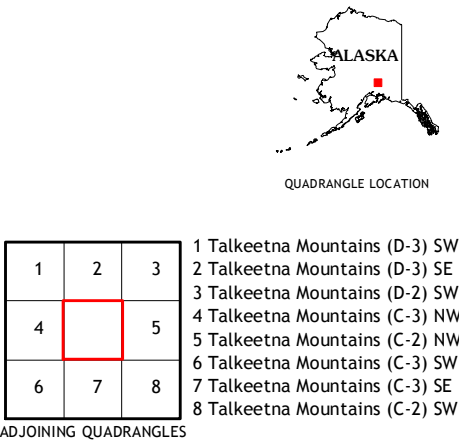 ALASKA
QUADRANGLE LOCATION
1 2 3
4 5
6 7 8
ADJOINING QUADRANGLES
1 Talkeetna Mountains (D-3) SW
2 Talkeetna Mountains (D-3) SE
3 Talkeetna Mountains (D-2) SW
4 Talkeetna Mountains (C-3) NW
5 Talkeetna Mountains (C-2) NW
6 Talkeetna Mountains (C-3) SW
7 Talkeetna Mountains (C-3) SE
8 Talkeetna Mountains (C-2) SW